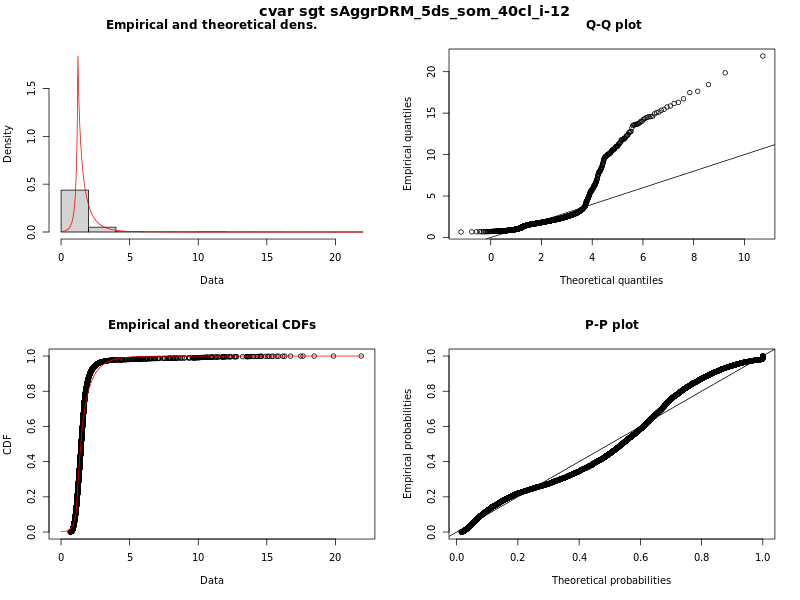 cvar sgt sAggrDRM_5ds_som_40cl_i-12
Empirical and theoretical dens.
Density
0.0 0.5 1.0 1.5
0 5 10 15 20
Data
Q-Q plot
Empirical quantiles
0 5 10 15 20
0 2 4 6 8 10
Theoretical quantiles
Empirical and theoretical CDFs
CDF
0.0 0.2 0.4 0.6 0.8 1.0
0 5 10 15 20
Data
P-P plot
Empirical probabilities
0.0 0.2 0.4 0.6 0.8 1.0
0.0 0.2 0.4 0.6 0.8 1.0
Theoretical probabilities